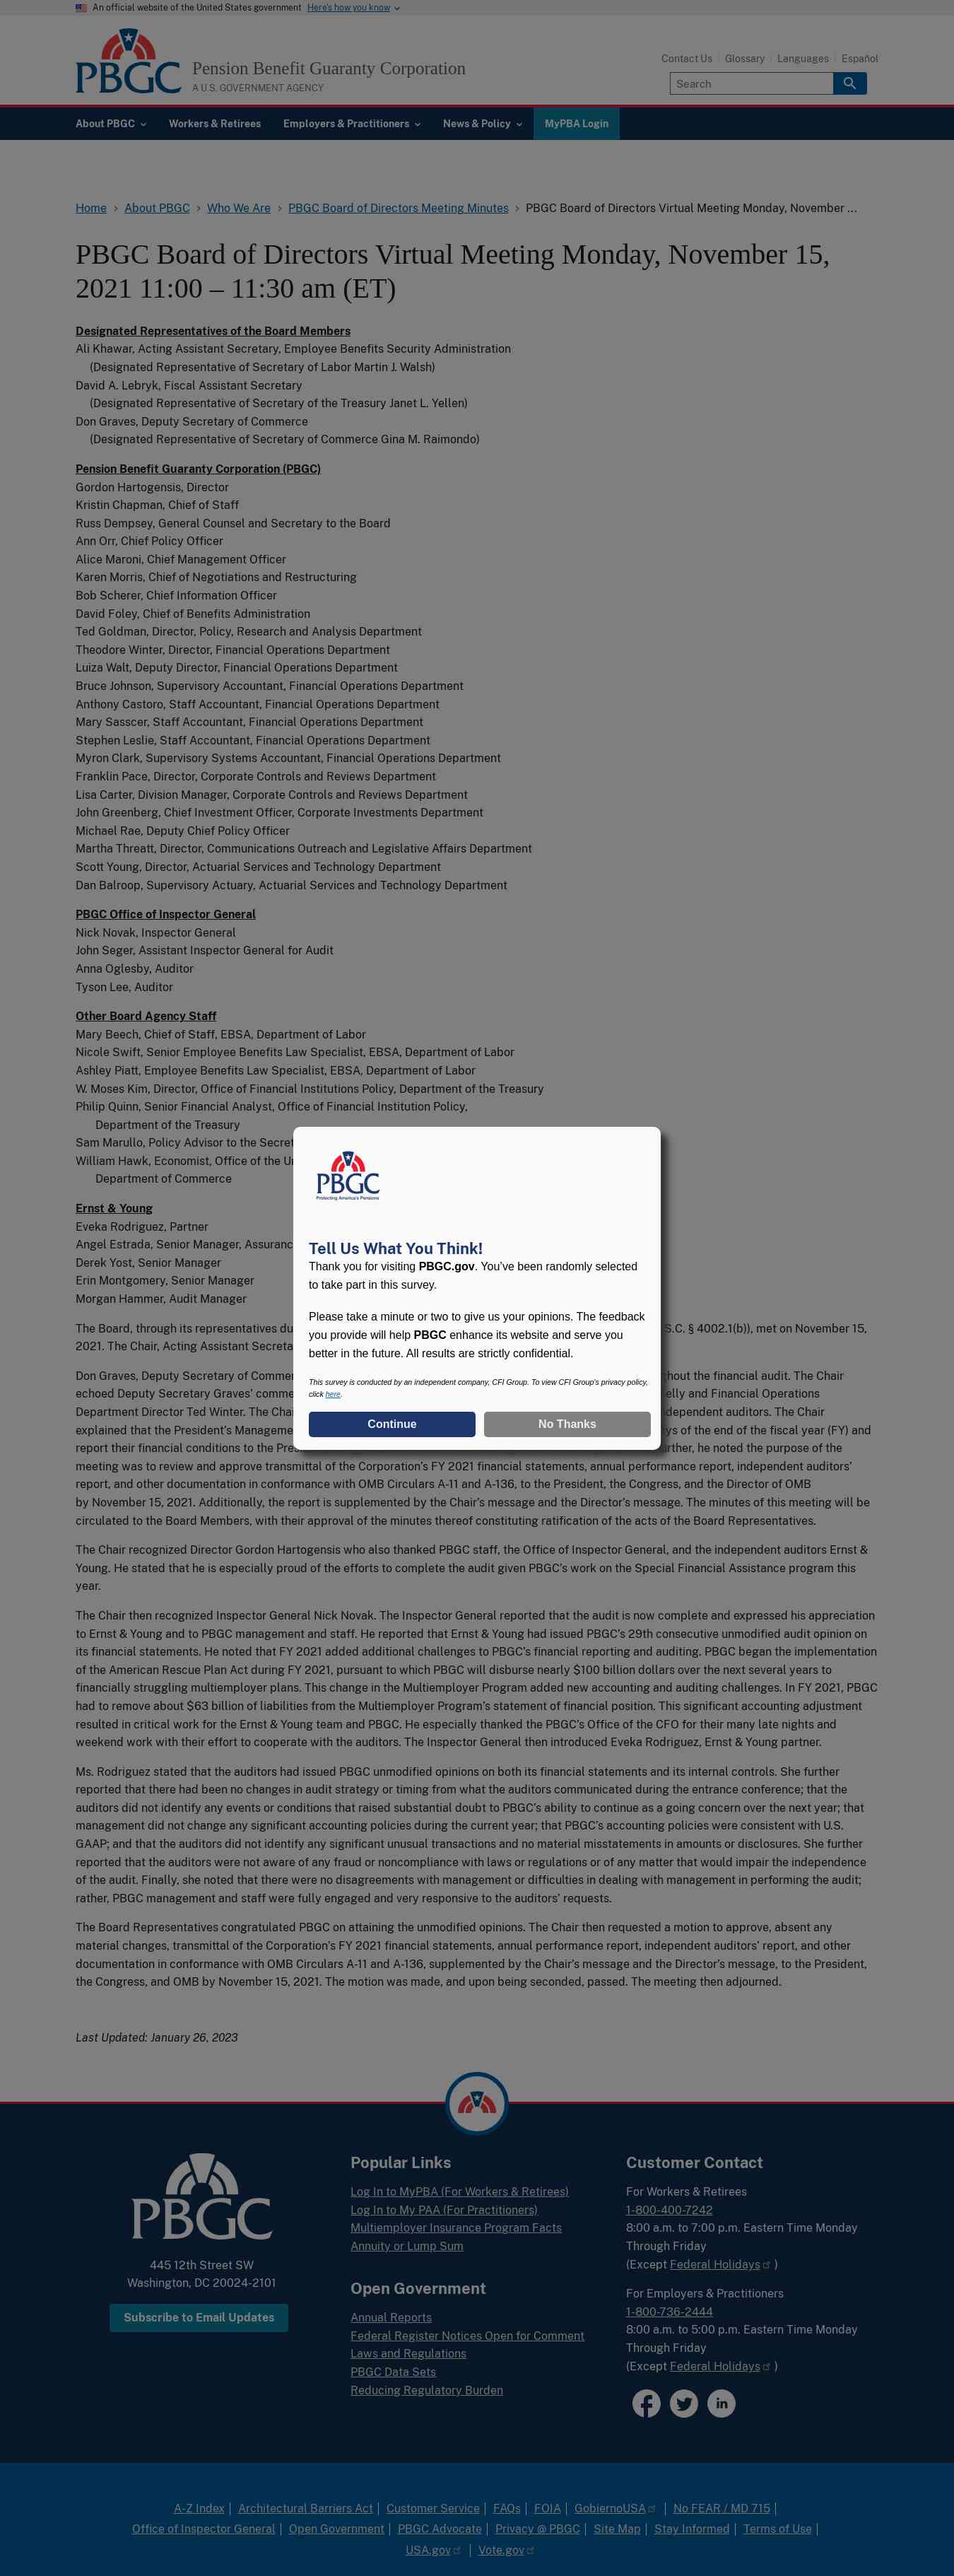 An official website of the United States government Here's how you know
PBGC
Pension Benefit Guaranty Corporation
A U.S. GOVERNMENT AGENCY
Contact Us Glossary Languages Español
Search
About PBGC Workers & Retirees Employers & Practitioners News & Policy MyPBA Login
Home > About PBGC > Who We Are > PBGC Board of Directors Meeting Minutes > PBGC Board of Directors Virtual Meeting Monday, November ...
PBGC Board of Directors Virtual Meeting Monday, November 15,
2021 11:00 – 11:30 am (ET)
Designated Representatives of the Board Members
Ali Khawar, Acting Assistant Secretary, Employee Benefits Security Administration
(Designated Representative of Secretary of Labor Martin J. Walsh)
David A. Lebryk, Fiscal Assistant Secretary
(Designated Representative of Secretary of the Treasury Janet L. Yellen)
Don Graves, Deputy Secretary of Commerce
(Designated Representative of Secretary of Commerce Gina M. Raimondo)
Pension Benefit Guaranty Corporation (PBGC)
Gordon Hartogensis, Director
Kristin Chapman, Chief of Staff
Russ Dempsey, General Counsel and Secretary to the Board
Ann Orr, Chief Policy Officer
Alice Maroni, Chief Management Officer
Karen Morris, Chief of Negotiations and Restructuring
Bob Scherer, Chief Information Officer
David Foley, Chief of Benefits Administration
Ted Goldman, Director, Policy, Research and Analysis Department
Theodore Winter, Director, Financial Operations Department
Luiza Walt, Deputy Director, Financial Operations Department
Bruce Johnson, Supervisory Accountant, Financial Operations Department
Anthony Castoro, Staff Accountant, Financial Operations Department
Mary Sasscer, Staff Accountant, Financial Operations Department
Stephen Leslie, Staff Accountant, Financial Operations Department
Myron Clark, Supervisory Systems Accountant, Financial Operations Department
Franklin Pace, Director, Corporate Controls and Reviews Department
Lisa Carter, Division Manager, Corporate Controls and Reviews Department
John Greenberg, Chief Investment Officer, Corporate Investments Department
Michael Rae, Deputy Chief Policy Officer
Martha Threatt, Director, Communications Outreach and Legislative Affairs Department
Scott Young, Director, Actuarial Services and Technology Department
Dan Balroop, Supervisory Actuary, Actuarial Services and Technology Department
PBGC Office of Inspector General
Nick Novak, Inspector General
John Seger, Assistant Inspector General for Audit
Anna Oglesby, Auditor
Tyson Lee, Auditor
Other Board Agency Staff
Mary Beech, Chief of Staff, EBSA, Department of Labor
Nicole Swift, Senior Employee Benefits Law Specialist, EBSA, Department of Labor
Ashley Piatt, Employee Benefits Law Specialist, EBSA, Department of Labor
W. Moses Kim, Director, Office of Financial Institutions Policy, Department of the Treasury
Philip Quinn, Senior Financial Analyst, Office of Financial Institution Policy,
Department of the Treasury
Sam Marullo, Policy Advisor to the
William Hawk, Economist, Office of the
Department of Commerce
Ernst & Young
Eveka Rodriguez, Partner
Angel Estrada, Senior Manager,
Derek Yost, Senior Manager
Erin Montgomery, Senior Manager
Morgan Hammer, Audit Manager
The Board, through its representatives § 4002.1(b)), met on November 15,
2021. The Chair, Acting Assistant
Don Graves, Deputy Secretary of the financial audit. The Chair
echoed Deputy Secretary Graves' and Financial Operations
Department Director Ted Winter. The auditors. The Chair
explained that the President's of the end of the fiscal year (FY) and
report their financial conditions to the he noted the purpose of the
meeting was to review and approve transmittal of the Corporation's FY 2021 financial statements, annual performance report, independent auditors'
report, and other documentation in conformance with OMB Circulars A-11 and A-136, to the President, the Congress, and the Director of OMB
by November 15, 2021. Additionally, the report is supplemented by the Chair's message and the Director's message. The minutes of this meeting will be
circulated to the Board Members, with their approval of the minutes thereof constituting ratification of the acts of the Board Representatives.
The Chair recognized Director Gordon Hartogensis who also thanked PBGC staff, the Office of Inspector General, and the independent auditors Ernst &
Young. He stated that he is especially proud of the efforts to complete the audit given PBGC's work on the Special Financial Assistance program this
year.
The Chair then recognized Inspector General Nick Novak. The Inspector General reported that the audit is now complete and expressed his appreciation
to Ernst & Young and to PBGC management and staff. He reported that Ernst & Young had issued PBGC's 29th consecutive unmodified audit opinion on
its financial statements. He noted that FY 2021 added additional challenges to PBGC's financial reporting and auditing. PBGC began the implementation
of the American Rescue Plan Act during FY 2021, pursuant to which PBGC will disburse nearly $100 billion dollars over the next several years to
financially struggling multiemployer plans. This change in the Multiemployer Program added new accounting and auditing challenges. In FY 2021, PBGC
had to remove about $63 billion of liabilities from the Multiemployer Program's statement of financial position. This significant accounting adjustment
resulted in critical work for the Ernst & Young team and PBGC. He especially thanked the PBGC's Office of the CFO for their many late nights and
weekend work with their effort to cooperate with the auditors. The Inspector General then introduced Eveka Rodriguez, Ernst & Young partner.
Ms. Rodriguez stated that the auditors had issued PBGC unmodified opinions on both its financial statements and its internal controls. She further
reported that there had been no changes in audit strategy or timing from what the auditors communicated during the entrance conference; that the
auditors did not identify any events or conditions that raised substantial doubt to PBGC's ability to continue as a going concern over the next year; that
management did not change any significant accounting policies during the current year; that PBGC's accounting policies were consistent with U.S.
GAAP; and that the auditors did not identify any significant unusual transactions and no material misstatements in amounts or disclosures. She further
reported that the auditors were not aware of any fraud or noncompliance with laws or regulations or of any matter that would impair the independence
of the audit. Finally, she noted that there were no disagreements with management or difficulties in dealing with management in performing the audit;
rather, PBGC management and staff were fully engaged and very responsive to the auditors' requests.
The Board Representatives congratulated PBGC on attaining the unmodified opinions. The Chair then requested a motion to approve, absent any
material changes, transmittal of the Corporation's FY 2021 financial statements, annual performance report, independent auditors' report, and other
documentation in conformance with OMB Circulars A-11 and A-136, supplemented by the Chair's message and the Director's message, to the President,
the Congress, and OMB by November 15, 2021. The motion was made, and upon being seconded, passed. The meeting then adjourned.
Last Updated: January 26, 2023
PBGC
Protecting America's Pensions
Tell Us What You Think!
Thank you for visiting PBGC.gov. You've been randomly selected
to take part in this survey.
Please take a minute or two to give us your opinions. The feedback
you provide will help PBGC enhance its website and serve you
better in the future. All results are strictly confidential.
This survey is conducted by an independent company, CFI Group. To view CFI Group's privacy policy,
click here.
Continue No Thanks
PBGC
445 12th Street SW
Washington, DC 20024-2101
Subscribe to Email Updates
Popular Links
Log In to MyPBA (For Workers & Retirees)
Log In to My PAA (For Practitioners)
Multiemployer Insurance Program Facts
Annuity or Lump Sum
Open Government
Annual Reports
Federal Register Notices Open for Comment
Laws and Regulations
PBGC Data Sets
Reducing Regulatory Burden
Customer Contact
For Workers & Retirees
1-800-400-7242
8:00 a.m. to 7:00 p.m. Eastern Time Monday
Through Friday
(Except Federal Holidays )
For Employers & Practitioners
1-800-736-2444
8:00 a.m. to 5:00 p.m. Eastern Time Monday
Through Friday
(Except Federal Holidays )
in
A-Z Index | Architectural Barriers Act | Customer Service | FAQs | FOIA | GobiernoUSA | No FEAR / MD 715 |
Office of Inspector General | Open Government | PBGC Advocate | Privacy @ PBGC | Site Map | Stay Informed | Terms of Use |
USA.gov | Vote.gov